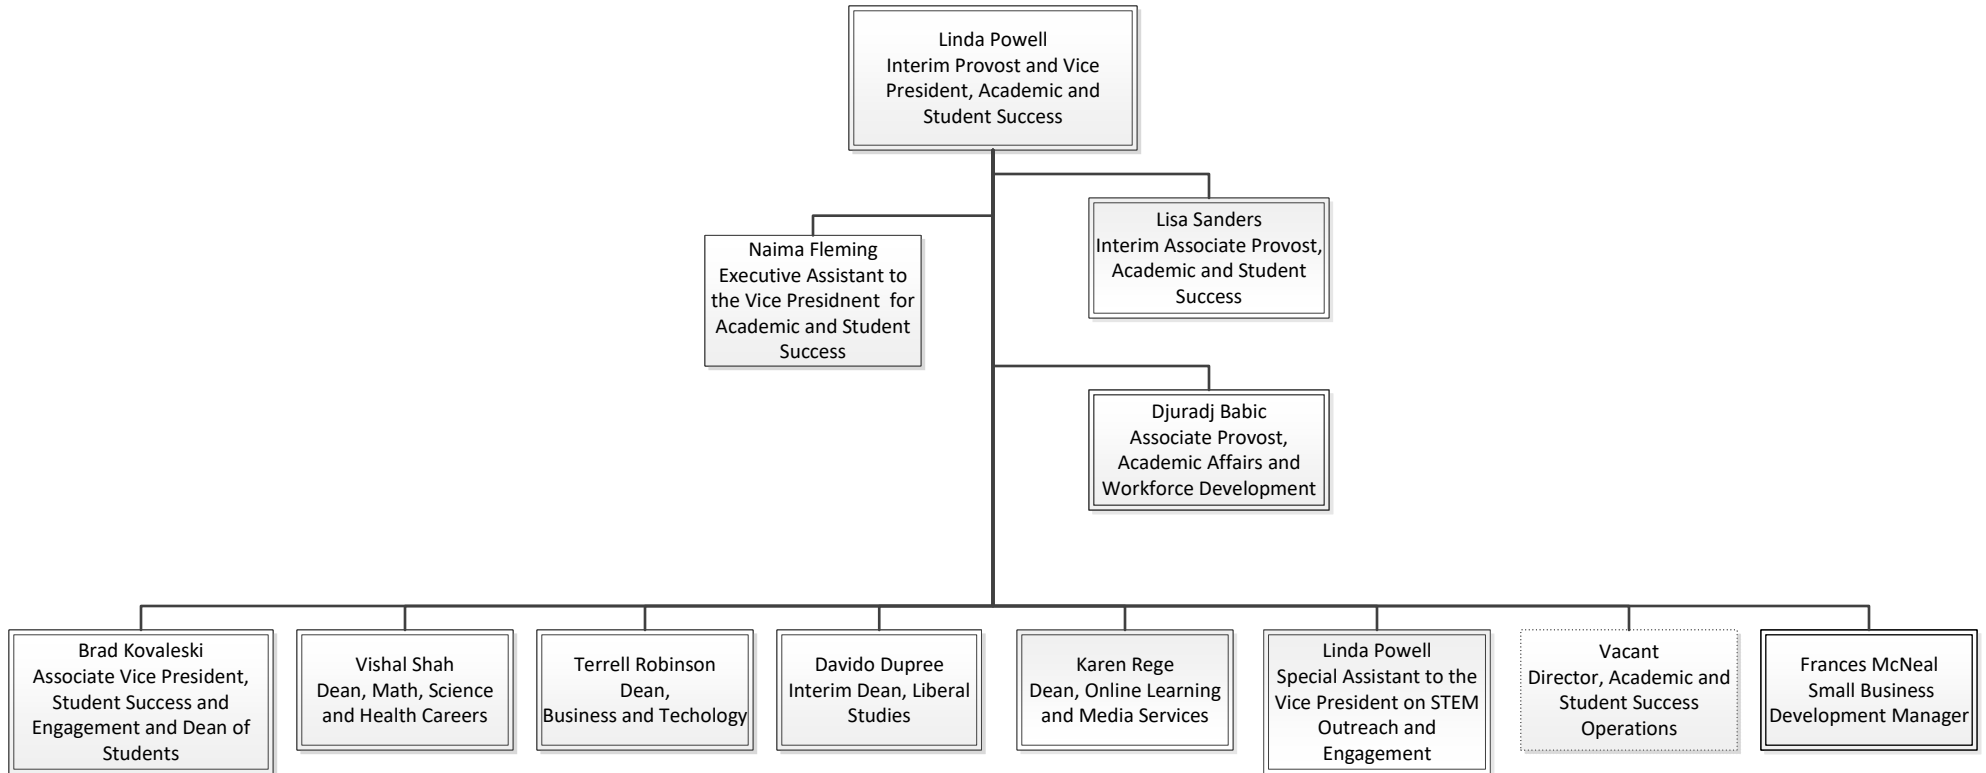 Linda Powell
Interim Provost and Vice
President, Academic and
Student Success
Lisa Sanders
Interim Associate Provost,
Academic and Student
Success
Naima Fleming
Executive Assistant to
the Vice Presidnent  for
Academic and Student
Success
Djuradj Babic
Associate Provost,
Academic Affairs and
Workforce Development
Brad Kovaleski
Associate Vice President,
Student Success and
Engagement and Dean of
Students
Vishal Shah
Dean, Math, Science
and Health Careers
Terrell Robinson
Dean,
Business and Techology
Davido Dupree
Interim Dean, Liberal
Studies
Karen Rege
Dean, Online Learning
and Media Services
Linda Powell
Special Assistant to the
Vice President on STEM
Outreach and
Engagement
Vacant
Director, Academic and
Student Success
Operations
Frances McNeal
Small Business
Development Manager